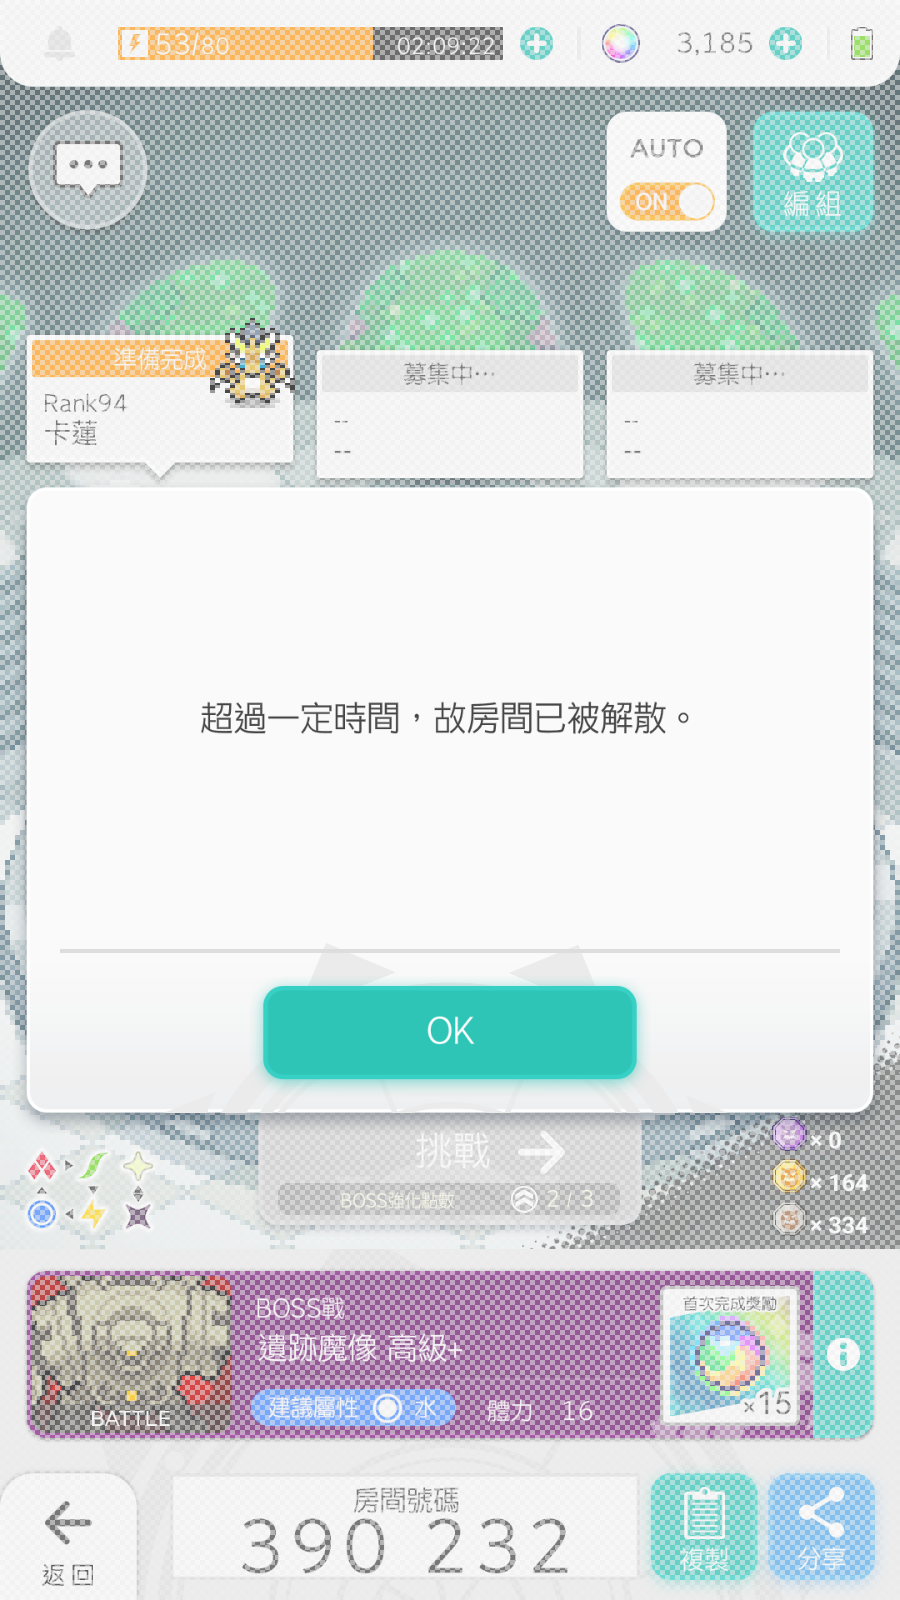 53/80
02:09:22
3,185
AUTO
ON
編組
準備完成
Rank94
卡蓮
募集中…
--
--
募集中…
--
--
超過一定時間，故房間已被解散。
OK
挑戰
BOSS強化點數
2 . 3
× 0
× 164
× 334
BOSS戰
遺跡魔像 高級+
建議屬性 水
體力 16
BATTLE
首次完成獎勵
×15
返回
房間號碼
390 232
複製
分享